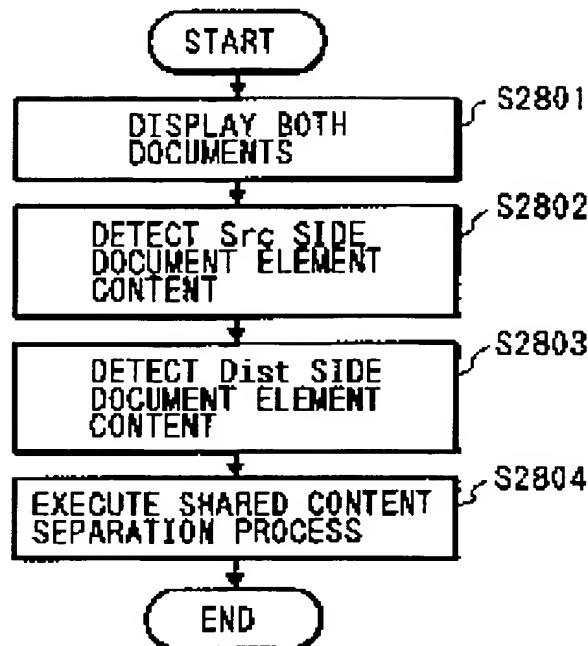 START
DISPLAY BOTH
DOCUMENTS
S2801
DETECT Src SIDE
DOCUMENT ELEMENT
CONTENT
S2802
DETECT Dist SIDE
DOCUMENT ELEMENT
CONTENT
S2803
EXECUTE SHARED CONTENT
SEPARATION PROCESS
S2804
END